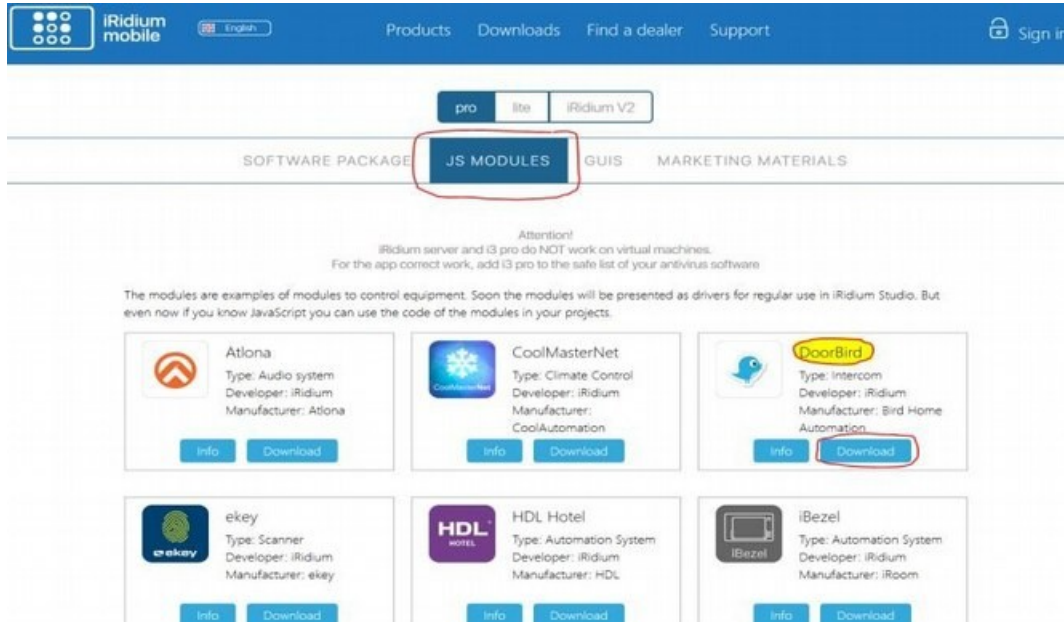 iRidium
mobile
English
Products Downloads Find a dealer Support
Sign in
pro lite iRidium V2
SOFTWARE PACKAGE JS MODULES GUIS MARKETING MATERIALS
Attention!
iRidium server and i3 pro do NOT work on virtual machines.
For the app correct work, add i3 pro to the safe list of your antivirus software
The modules are examples of modules to control equipment. Soon the modules will be presented as drivers for regular use in iRidium Studio. But
even now if you know JavaScript you can use the code of the modules in your projects.
Atlona
Type: Audio system
Developer: iRidium
Manufacturer: Atlona
Info Download
CoolMasterNet
CoolMasterNet
Type: Climate Control
Developer: iRidium
Manufacturer:
CoolAutomation
Info Download
DoorBird
Type: Intercom
Developer: iRidium
Manufacturer: Bird Home
Automation
Info Download
ekey
ekey
Type: Scanner
Developer: iRidium
Manufacturer: ekey
Info Download
HDL
HOTEL
HDL Hotel
Type: Automation System
Developer: iRidium
Manufacturer: HDL
Info Download
iBezel
iBezel
Type: Automation System
Developer: iRidium
Manufacturer: iRoom
Info Download